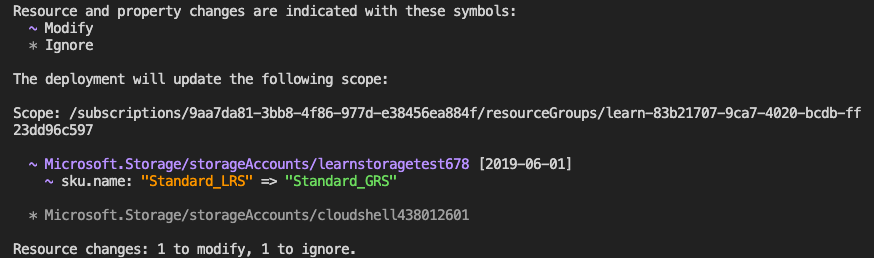 Resource and property changes are indicated with these symbols:
~ Modify
* Ignore
The deployment will update the following scope:
Scope: /subscriptions/9aa7da81-3bb8-4f86-977d-e38456ea884f/resourceGroups/learn-83b21707-9ca7-4020-bcdb-ff
23dd96c597
~ Microsoft.Storage/storageAccounts/learnstoragetest678 [2019-06-01]
~ sku.name: "Standard_LRS" => "Standard_GRS"
* Microsoft.Storage/storageAccounts/cloudshell438012601
Resource changes: 1 to modify, 1 to ignore.